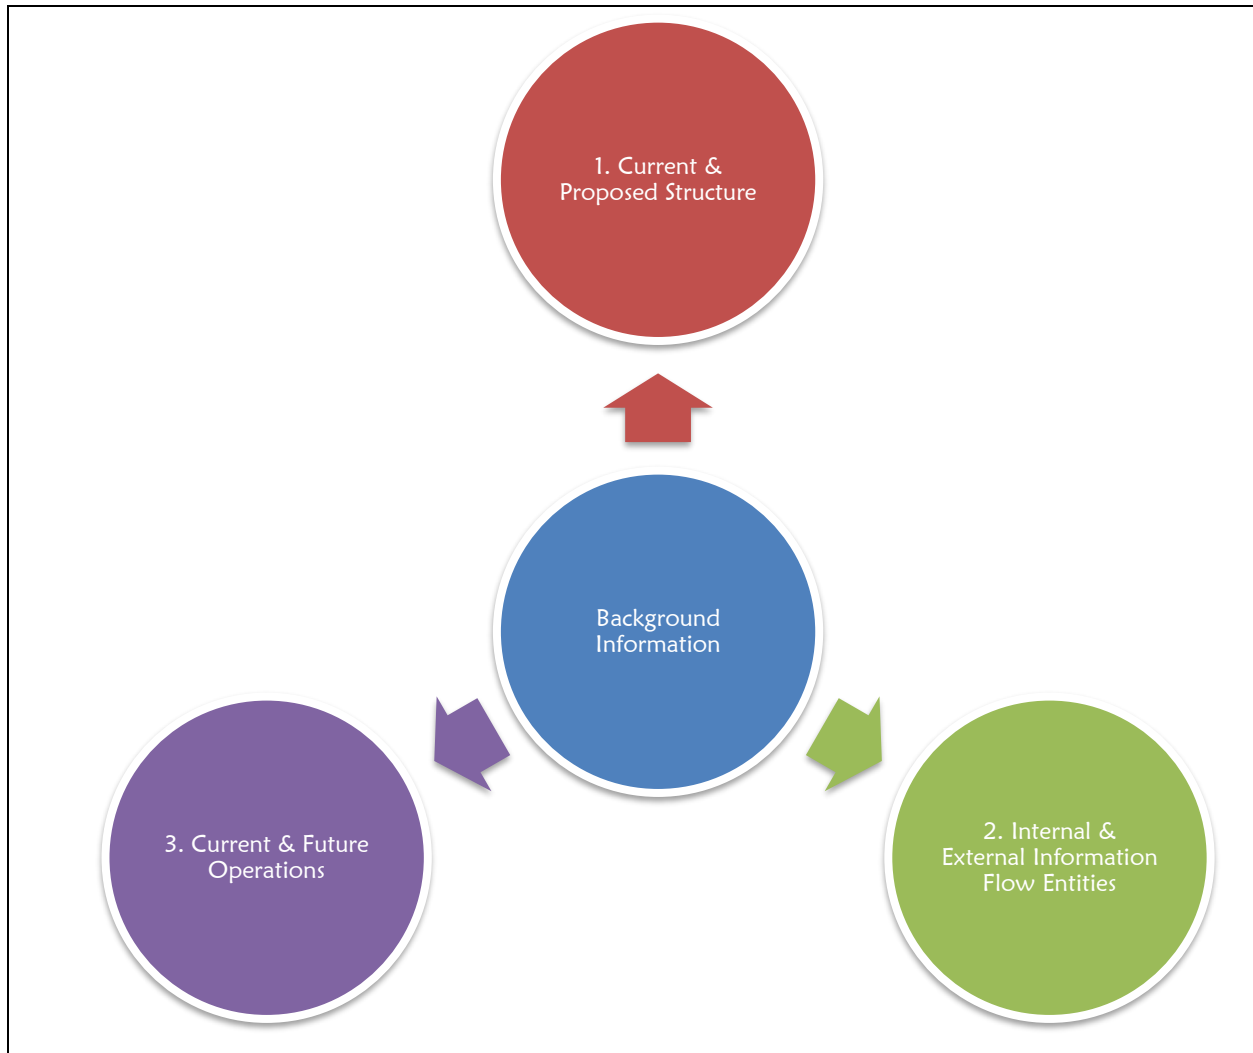 1. Current &
Proposed Structure
Background
Information
2. Internal &
External Information
Flow Entities
3. Current & Future
Operations